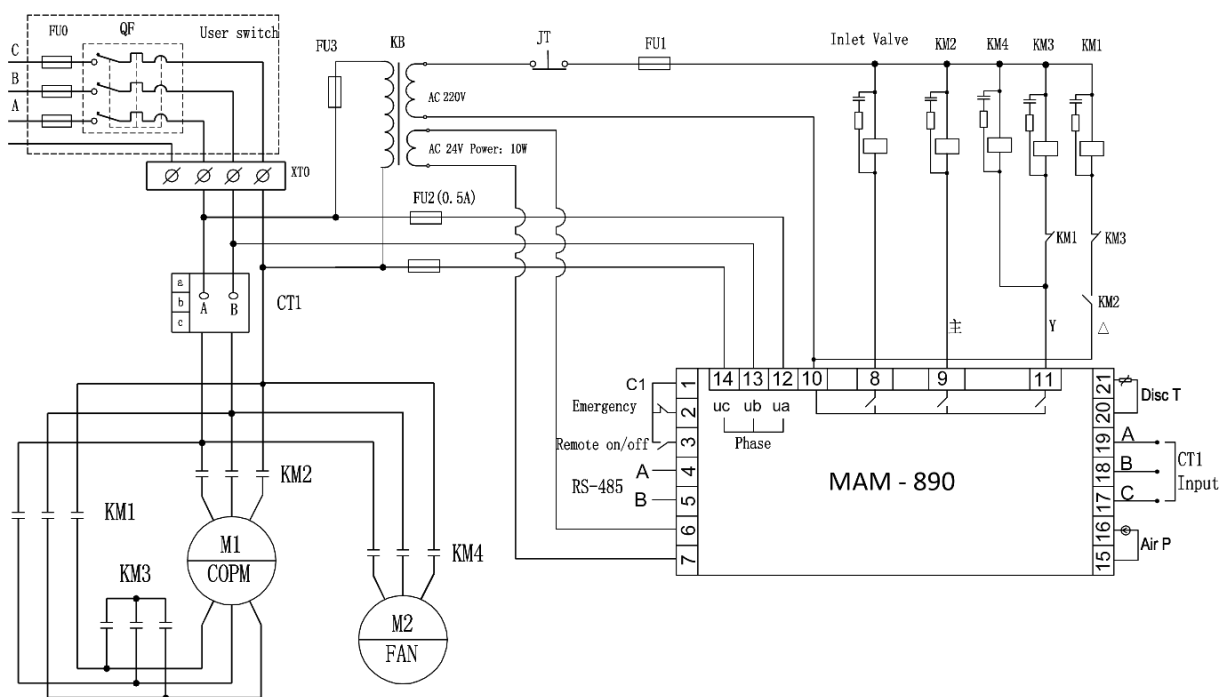 FU0
QF
User switch
C
B
A
XT0
FU3
KB
JT
FU1
Inlet Valve
KM2
KM4
KM3
KM1
AC 220V
AC 24V Power: 10W
FU2(0.5A)
KM1
KM3
KM2
主
Y
△
a
b
c
A
B
CT1
C1
Emergency
Remote on/off
RS-485
A
B
1
2
3
4
5
6
7
14
13
12
10
8
9
11
uc
ub
ua
Phase
MAM - 890
21
20
19
18
17
16
15
Disc T
A
B
C
CT1
Input
Air P
KM2
KM1
M1
COPM
KM3
KM4
M2
FAN